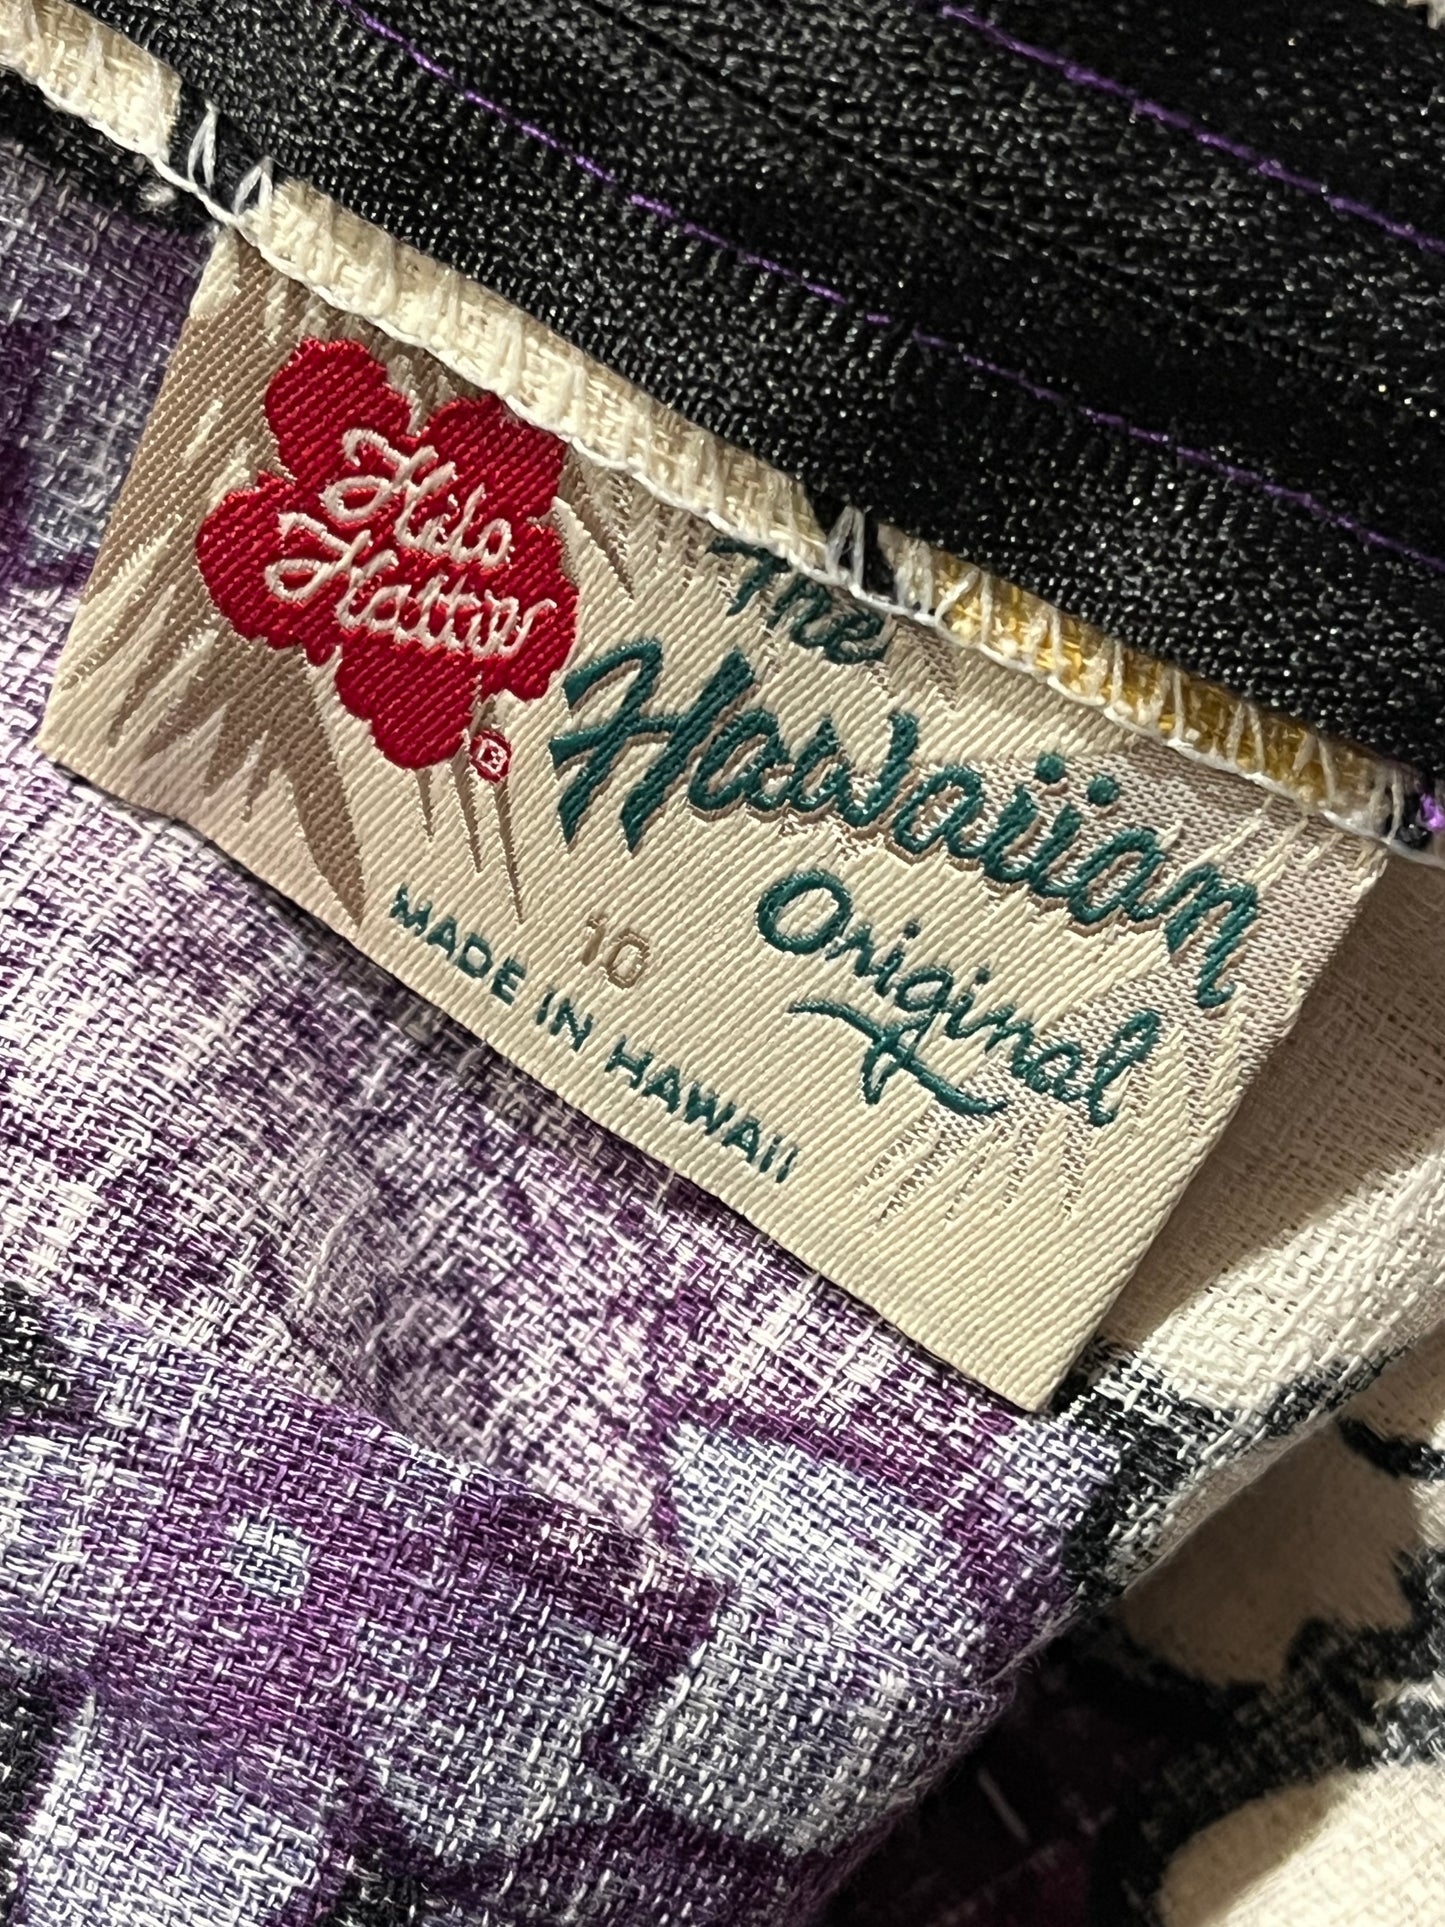 Hilo
Hattie
®
The
Hawaiian
Original
10
MADE IN HAWAII